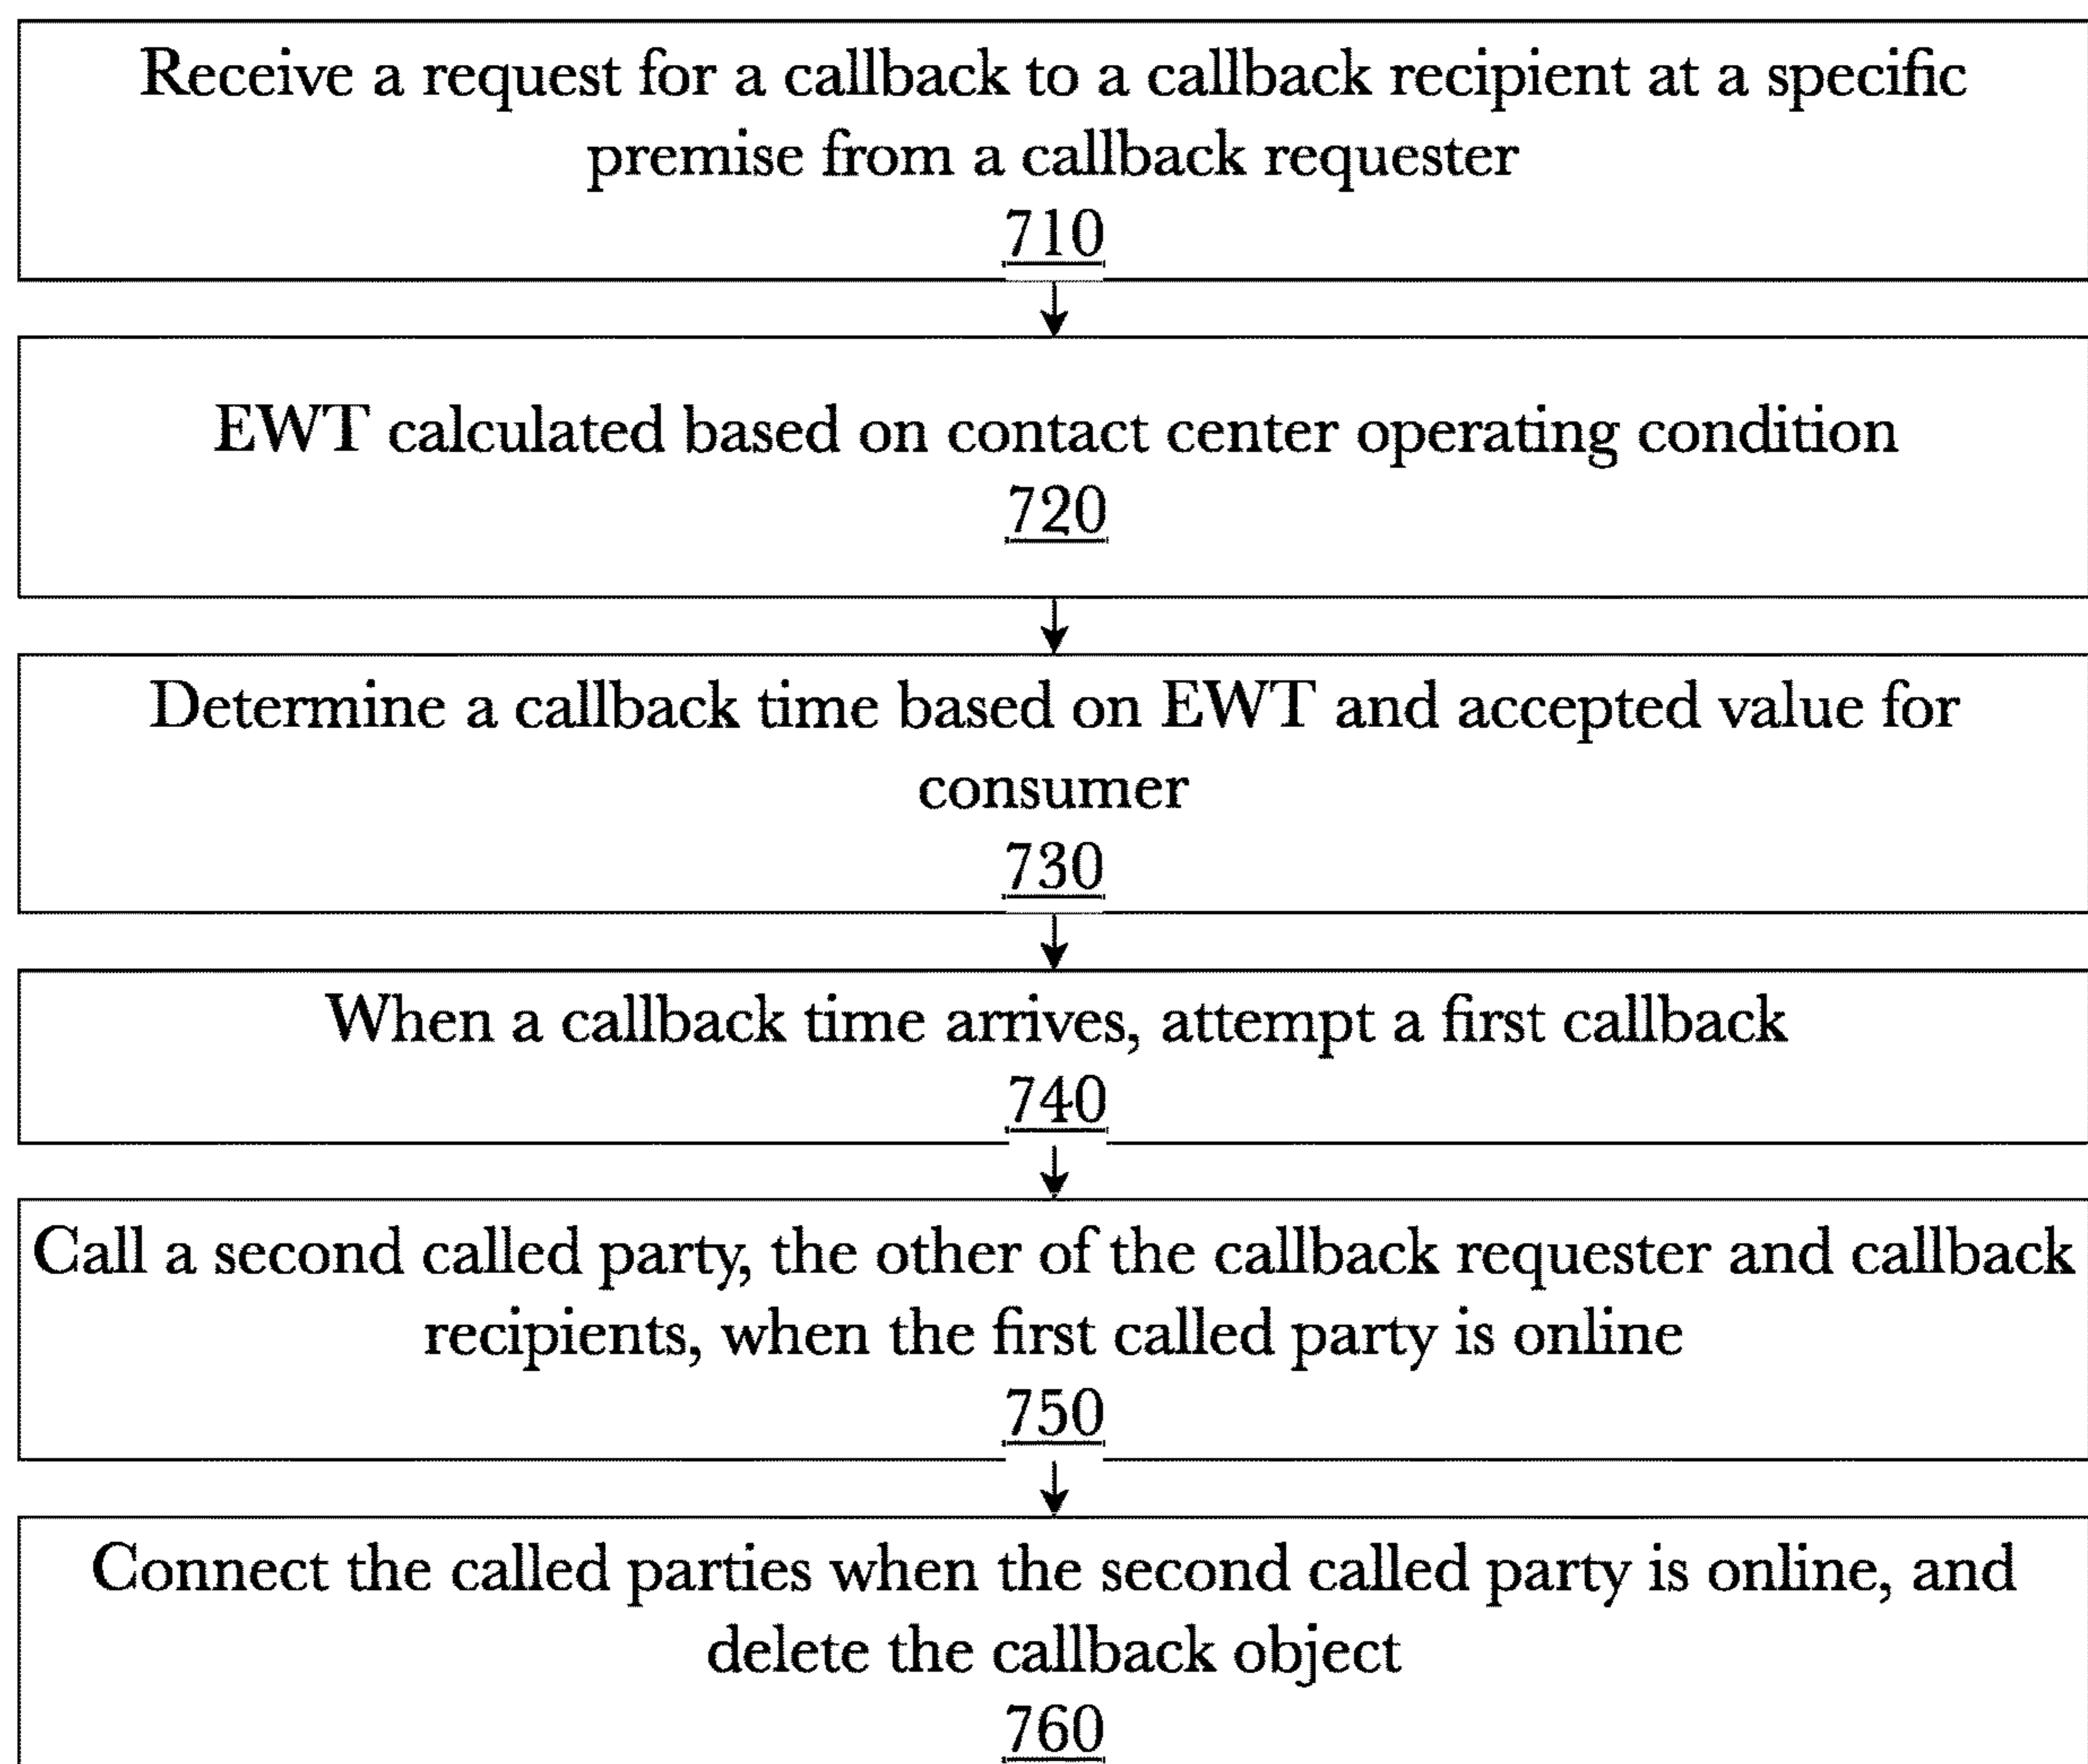 Receive a request for a callback to a callback recipient at a specific
premise from a callback requester
710
EWT calculated based on contact center operating condition
720
Determine a callback time based on EWT and accepted value for
consumer
730
When a callback time arrives, attempt a first callback
740
Call a second called party, the other of the callback requester and callback
recipients, when the first called party is online
750
Connect the called parties when the second called party is online, and
delete the callback object
760